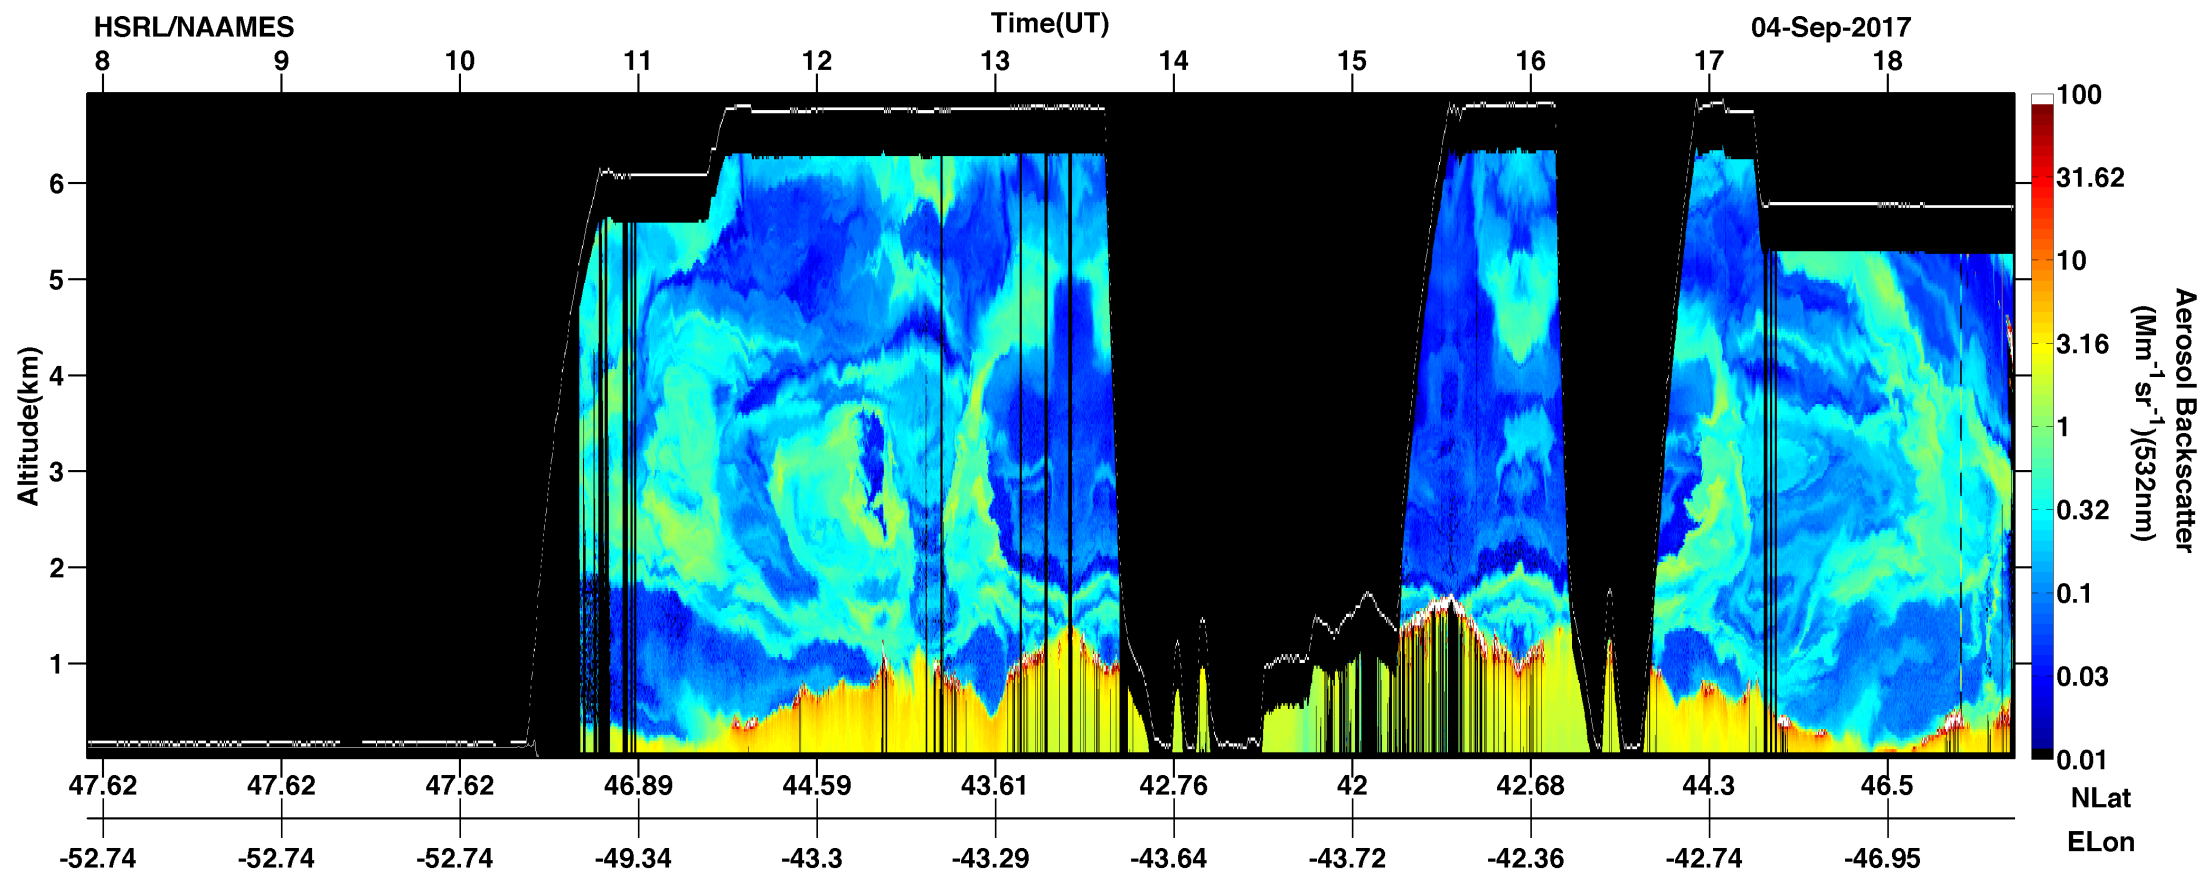 HSRL/NAAMES Time(UT) 04-Sep-2017
8 9 10 11 12 13 14 15 16 17 18
100
31.62
10
3.16
1
0.32
0.1
0.03
0.01
Aerosol Backscatter
(Mm-1 sr-1)(532nm)
Altitude(km)
6
5
4
3
2
1
47.62 47.62 47.62 46.89 44.59 43.61 42.76 42 42.68 44.3 46.5 NLat
-52.74 -52.74 -52.74 -49.34 -43.3 -43.29 -43.64 -43.72 -42.36 -42.74 -46.95 ELon